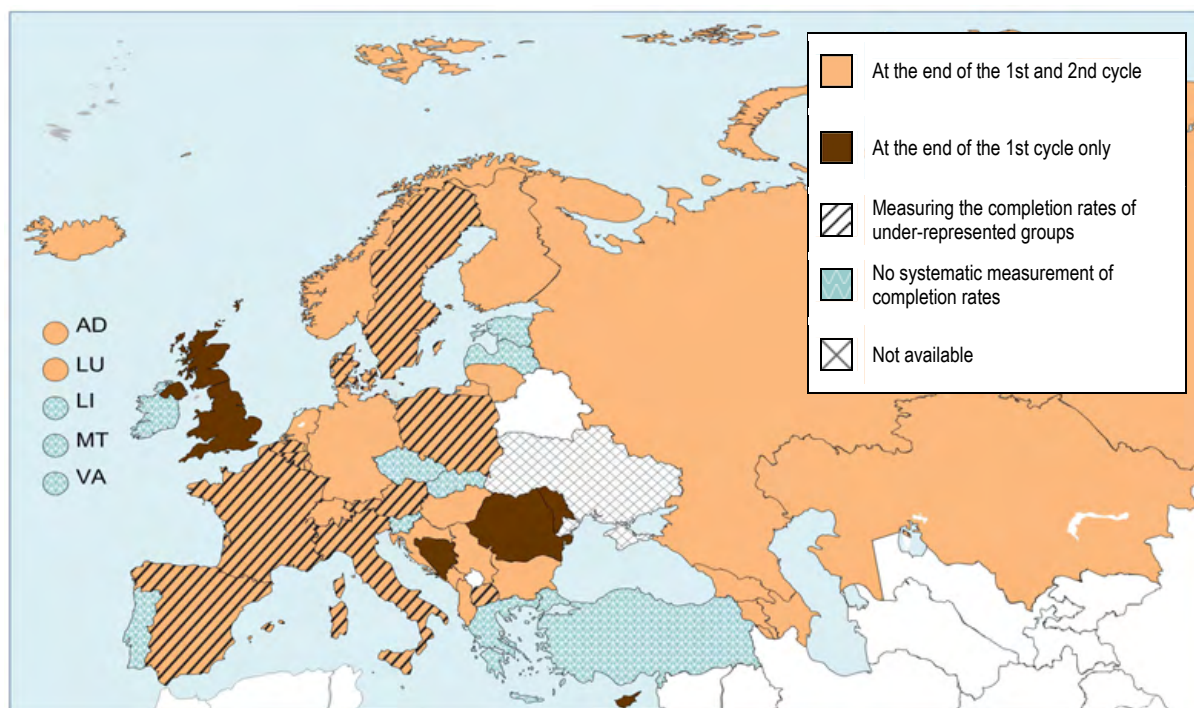 At the end of the 1st and 2nd cycle
At the end of the 1st cycle only
Measuring the completion rates of
under-represented groups
No systematic measurement of
completion rates
Not available
AD
LU
LI
MT
VA